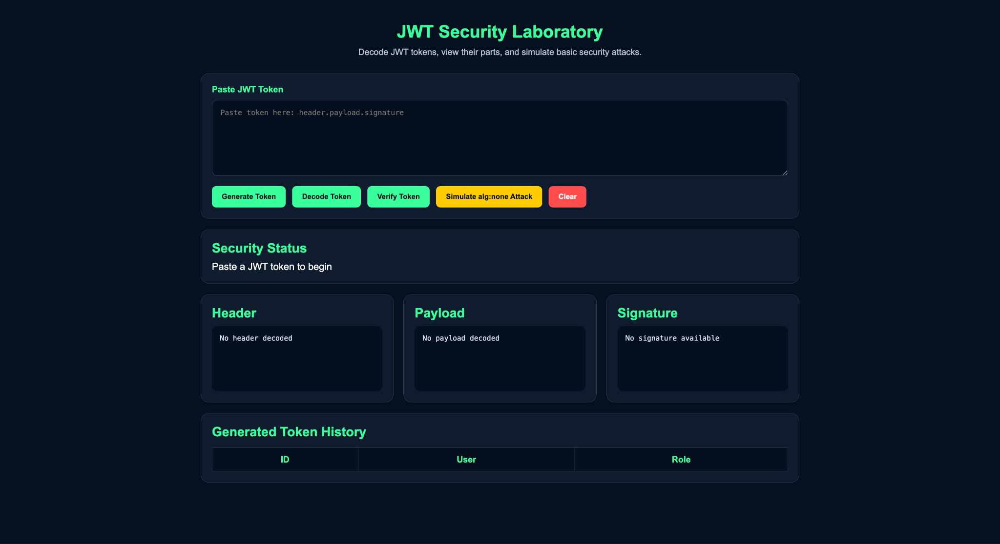 JWT Security Laboratory
Decode JWT tokens, view their parts, and simulate basic security attacks.
Paste JWT Token
Paste token here: header.payload.signature
Generate Token
Decode Token
Verify Token
Simulate alg:none Attack
Clear
Security Status
Paste a JWT token to begin
Header
No header decoded
Payload
No payload decoded
Signature
No signature available
Generated Token History
ID
User
Role